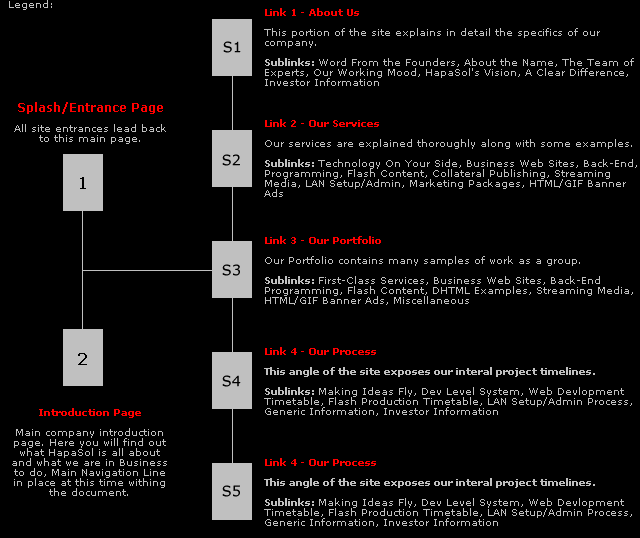 Legend:
Splash/Entrance Page
All site entrances lead back
to this main page.
1
2
Introduction Page
Main company introduction
page. Here you will find out
what HapaSol is all about
and what we are in Business
to do, Main Navigation Line
in place at this time withing
the document.
S1
Link 1 - About Us
This portion of the site explains in detail the specifics of our
company.
Sublinks: Word From the Founders, About the Name, The Team of
Experts, Our Working Mood, HapaSol's Vision, A Clear Difference,
Investor Information
S2
Link 2 - Our Services
Our services are explained thoroughly along with some examples.
Sublinks: Technology On Your Side, Business Web Sites, Back-End,
Programming, Flash Content, Collateral Publishing, Streaming
Media, LAN Setup/Admin, Marketing Packages, HTML/GIF Banner
Ads
S3
Link 3 - Our Portfolio
Our Portfolio contains many samples of work as a group.
Sublinks: First-Class Services, Business Web Sites, Back-End
Programming, Flash Content, DHTML Examples, Streaming Media,
HTML/GIF Banner Ads, Miscellaneous
S4
Link 4 - Our Process
This angle of the site exposes our interal project timelines.
Sublinks: Making Ideas Fly, Dev Level System, Web Devlopment
Timetable, Flash Production Timetable, LAN Setup/Admin Process,
Generic Information, Investor Information
S5
Link 4 - Our Process
This angle of the site exposes our interal project timelines.
Sublinks: Making Ideas Fly, Dev Level System, Web Devlopment
Timetable, Flash Production Timetable, LAN Setup/Admin Process,
Generic Information, Investor Information